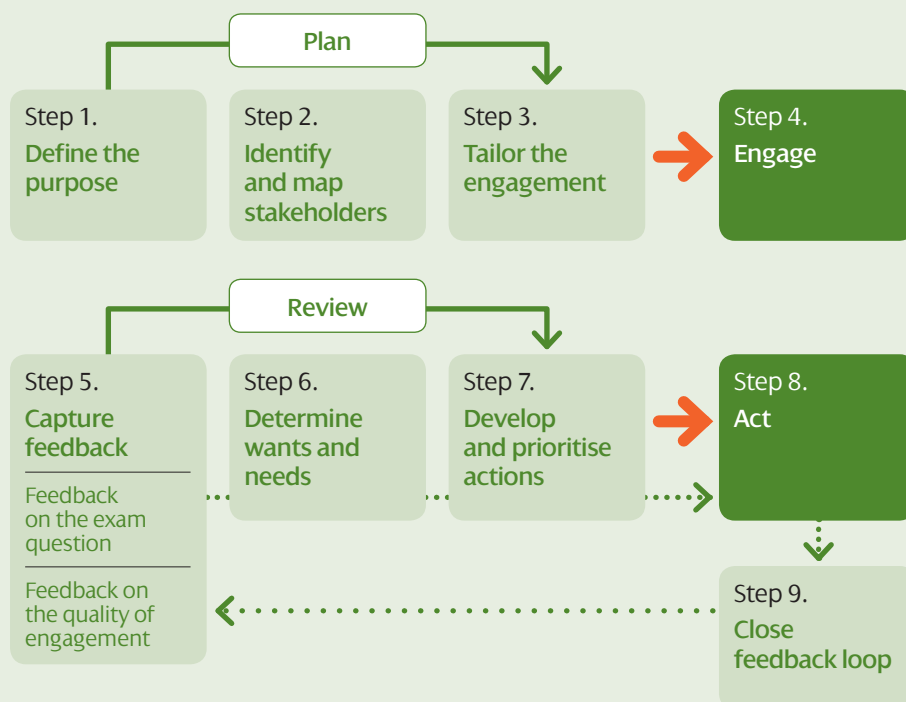 Plan
Step 1.
Define the
purpose
Step 2.
Identify
and map
stakeholders
Step 3.
Tailor the
engagement
Step 4.
Engage
Review
Step 5.
Capture
feedback
Feedback
on the exam
question
Feedback on
the quality of
engagement
Step 6.
Determine
wants and
needs
Step 7.
Develop
and prioritise
actions
Step 8.
Act
Step 9.
Close
feedback loop